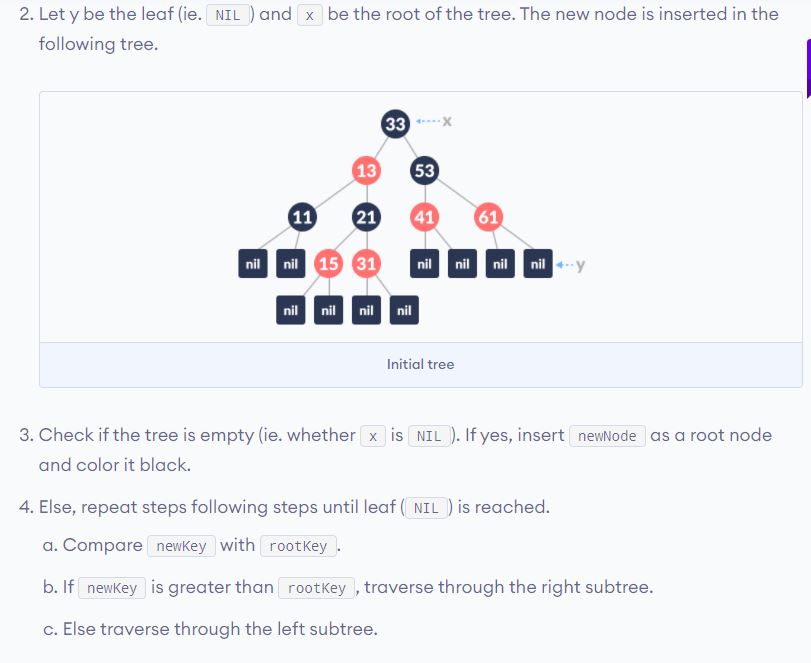 2. Let y be the leaf (ie. NIL ) and x be the root of the tree. The new node is inserted in the
following tree.
33 x
13 53
11 21 41 61
nil nil 15 31 nil nil nil nil y
nil nil nil nil
Initial tree
3. Check if the tree is empty (ie. whether x is NIL ). If yes, insert newNode as a root node
and color it black.
4. Else, repeat steps following steps until leaf ( NIL ) is reached.
a. Compare newKey with rootKey .
b. If newKey is greater than rootKey , traverse through the right subtree.
c. Else traverse through the left subtree.